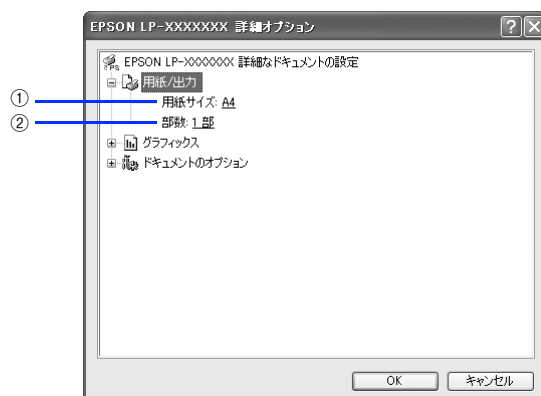 EPSON LP-XXXXXXX 詳細オプション
EPSON LP-XXXXXXX 詳細なドキュメントの設定
用紙/出力
① 用紙サイズ: A4
② 部数: 1 部
グラフィックス
ドキュメントのオプション
OK キャンセル